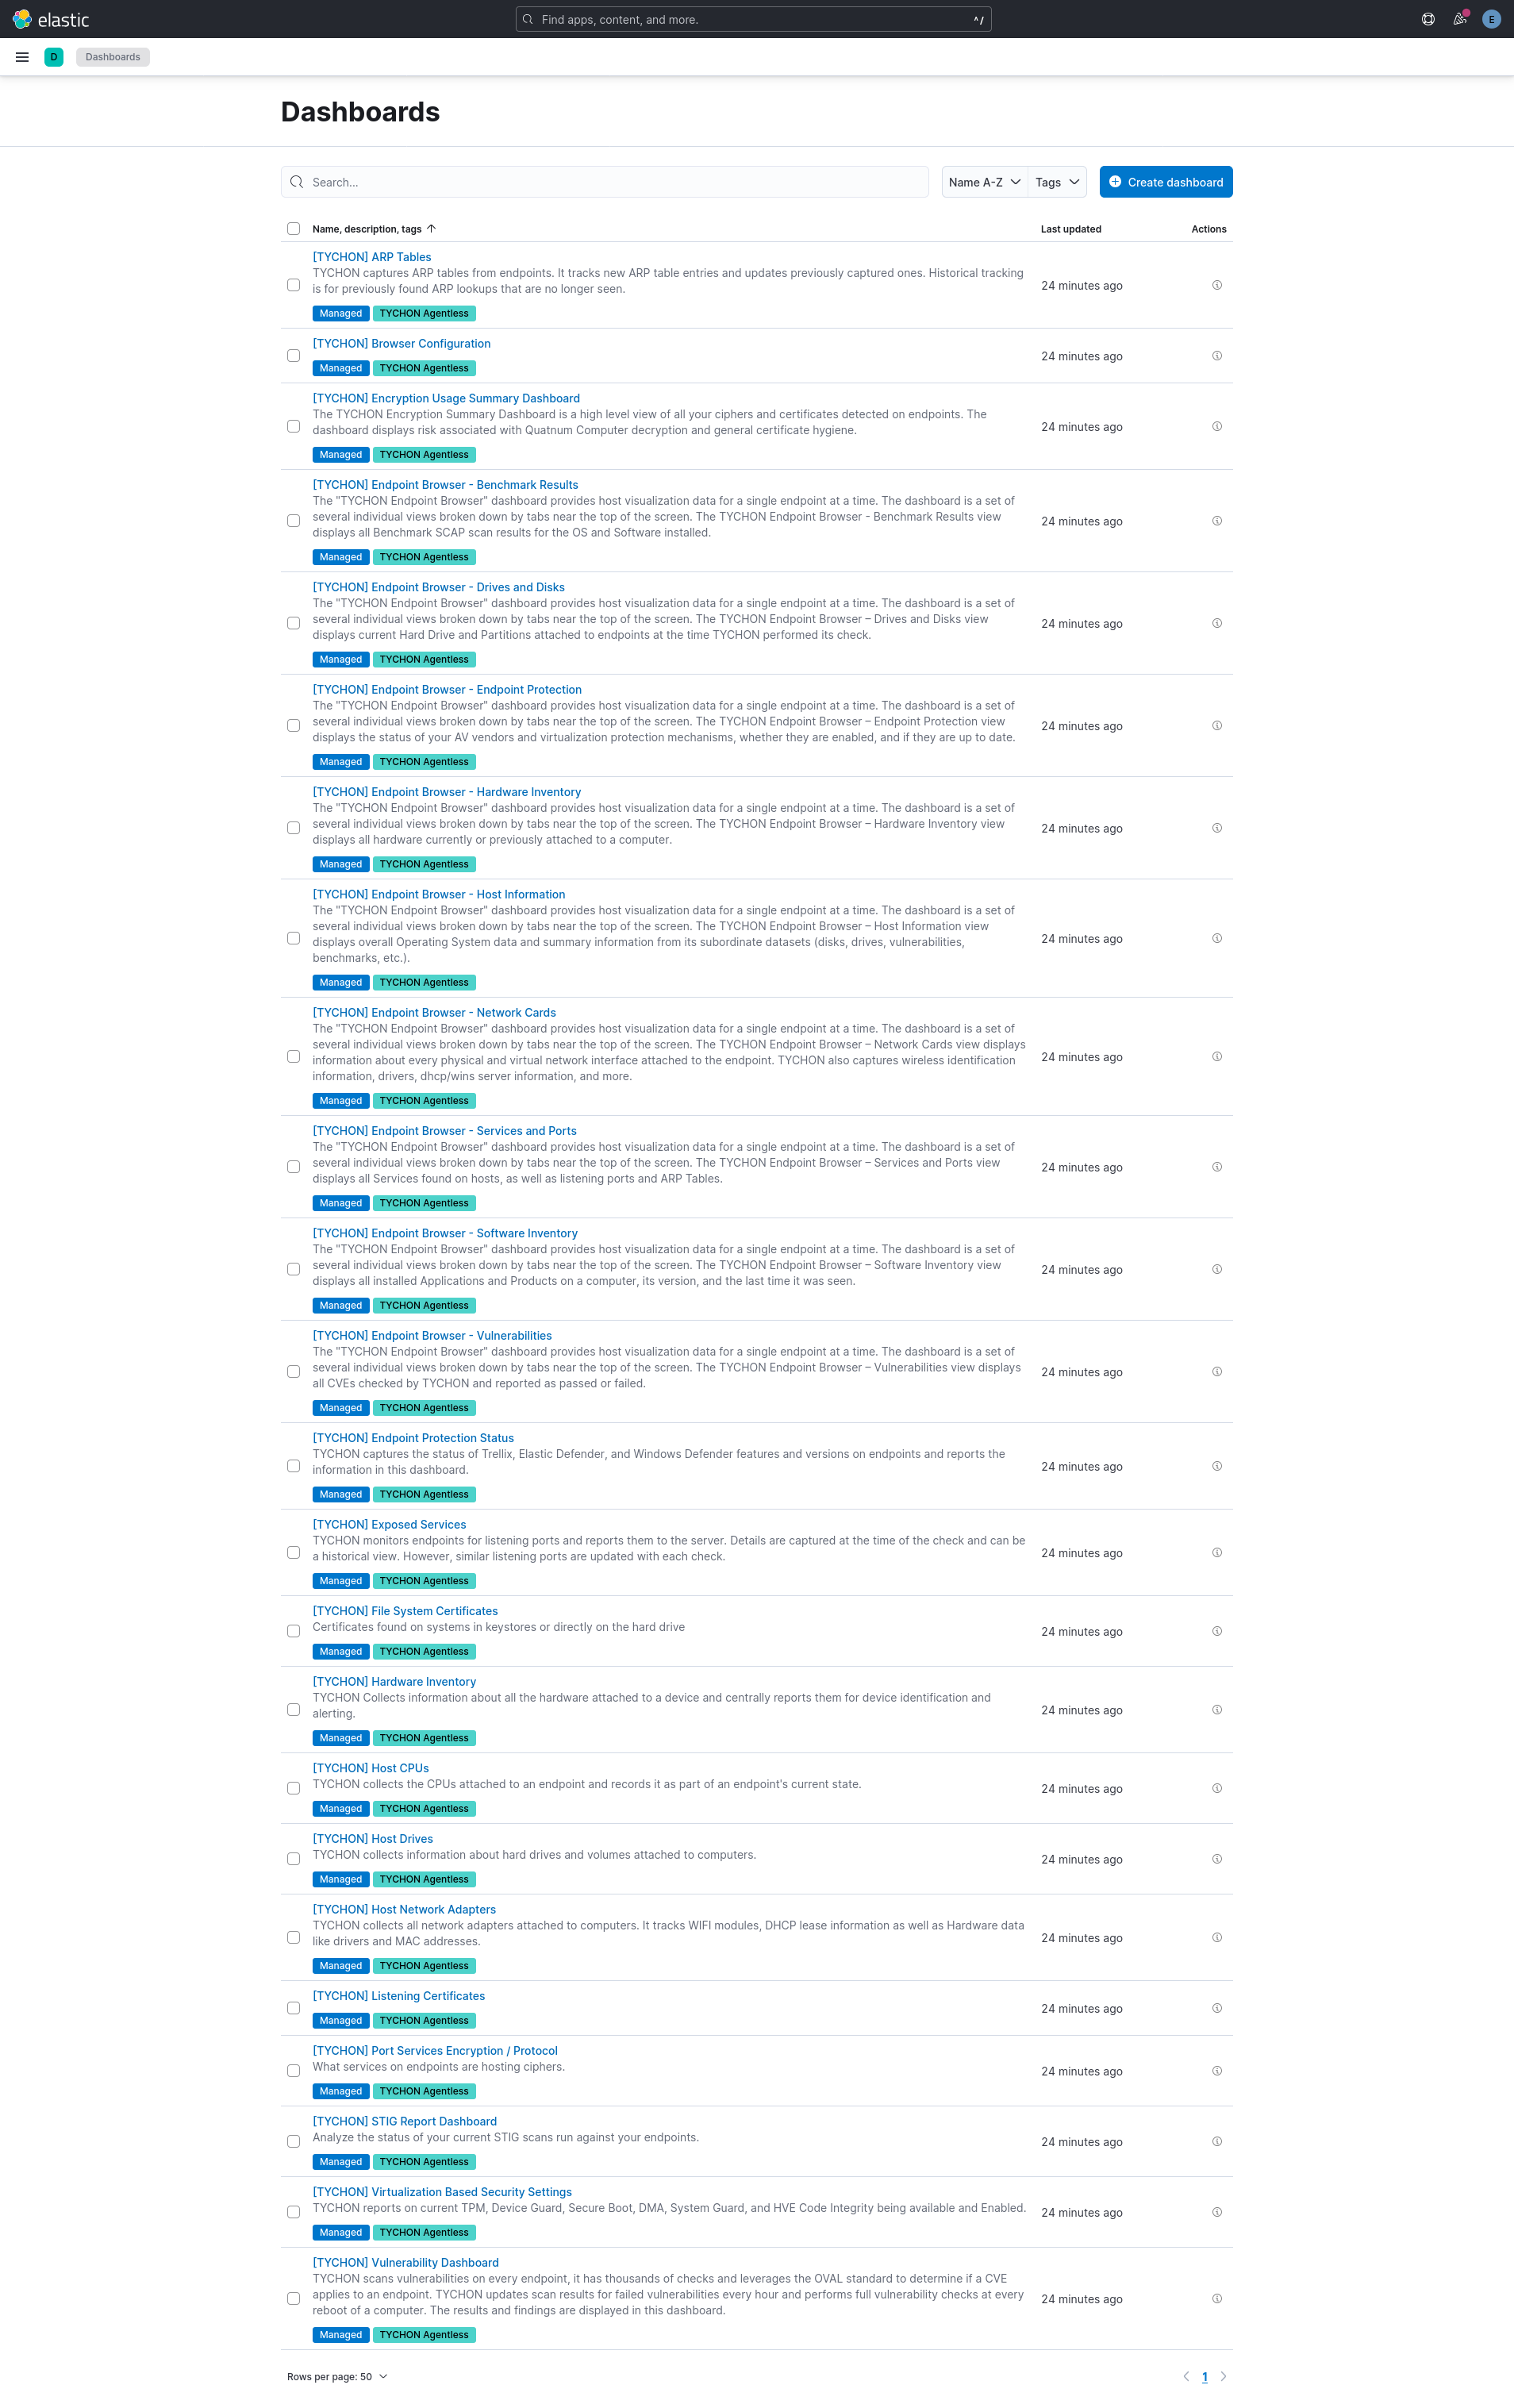 elastic
Find apps, content, and more.
^/
E
D
Dashboards
Dashboards
Search...
Name A-Z
Tags
Create dashboard
Name, description, tags
Last updated
Actions
[TYCHON] ARP Tables
TYCHON captures ARP tables from endpoints. It tracks new ARP table entries and updates previously captured ones. Historical tracking
is for previously found ARP lookups that are no longer seen.
24 minutes ago
Managed TYCHON Agentless
[TYCHON] Browser Configuration
24 minutes ago
Managed TYCHON Agentless
[TYCHON] Encryption Usage Summary Dashboard
The TYCHON Encryption Summary Dashboard is a high level view of all your ciphers and certificates detected on endpoints. The
dashboard displays risk associated with Quatnum Computer decryption and general certificate hygiene.
24 minutes ago
Managed TYCHON Agentless
[TYCHON] Endpoint Browser - Benchmark Results
The "TYCHON Endpoint Browser" dashboard provides host visualization data for a single endpoint at a time. The dashboard is a set of
several individual views broken down by tabs near the top of the screen. The TYCHON Endpoint Browser - Benchmark Results view
displays all Benchmark SCAP scan results for the OS and Software installed.
24 minutes ago
Managed TYCHON Agentless
[TYCHON] Endpoint Browser - Drives and Disks
The "TYCHON Endpoint Browser" dashboard provides host visualization data for a single endpoint at a time. The dashboard is a set of
several individual views broken down by tabs near the top of the screen. The TYCHON Endpoint Browser – Drives and Disks view
displays current Hard Drive and Partitions attached to endpoints at the time TYCHON performed its check.
24 minutes ago
Managed TYCHON Agentless
[TYCHON] Endpoint Browser - Endpoint Protection
The "TYCHON Endpoint Browser" dashboard provides host visualization data for a single endpoint at a time. The dashboard is a set of
several individual views broken down by tabs near the top of the screen. The TYCHON Endpoint Browser – Endpoint Protection view
displays the status of your AV vendors and virtualization protection mechanisms, whether they are enabled, and if they are up to date.
24 minutes ago
Managed TYCHON Agentless
[TYCHON] Endpoint Browser - Hardware Inventory
The "TYCHON Endpoint Browser" dashboard provides host visualization data for a single endpoint at a time. The dashboard is a set of
several individual views broken down by tabs near the top of the screen. The TYCHON Endpoint Browser – Hardware Inventory view
displays all hardware currently or previously attached to a computer.
24 minutes ago
Managed TYCHON Agentless
[TYCHON] Endpoint Browser - Host Information
The "TYCHON Endpoint Browser" dashboard provides host visualization data for a single endpoint at a time. The dashboard is a set of
several individual views broken down by tabs near the top of the screen. The TYCHON Endpoint Browser – Host Information view
displays overall Operating System data and summary information from its subordinate datasets (disks, drives, vulnerabilities,
benchmarks, etc.).
24 minutes ago
Managed TYCHON Agentless
[TYCHON] Endpoint Browser - Network Cards
The "TYCHON Endpoint Browser" dashboard provides host visualization data for a single endpoint at a time. The dashboard is a set of
several individual views broken down by tabs near the top of the screen. The TYCHON Endpoint Browser – Network Cards view displays
information about every physical and virtual network interface attached to the endpoint. TYCHON also captures wireless identification
information, drivers, dhcp/wins server information, and more.
24 minutes ago
Managed TYCHON Agentless
[TYCHON] Endpoint Browser - Services and Ports
The "TYCHON Endpoint Browser" dashboard provides host visualization data for a single endpoint at a time. The dashboard is a set of
several individual views broken down by tabs near the top of the screen. The TYCHON Endpoint Browser – Services and Ports view
displays all Services found on hosts, as well as listening ports and ARP Tables.
24 minutes ago
Managed TYCHON Agentless
[TYCHON] Endpoint Browser - Software Inventory
The "TYCHON Endpoint Browser" dashboard provides host visualization data for a single endpoint at a time. The dashboard is a set of
several individual views broken down by tabs near the top of the screen. The TYCHON Endpoint Browser – Software Inventory view
displays all installed Applications and Products on a computer, its version, and the last time it was seen.
24 minutes ago
Managed TYCHON Agentless
[TYCHON] Endpoint Browser - Vulnerabilities
The "TYCHON Endpoint Browser" dashboard provides host visualization data for a single endpoint at a time. The dashboard is a set of
several individual views broken down by tabs near the top of the screen. The TYCHON Endpoint Browser – Vulnerabilities view displays
all CVEs checked by TYCHON and reported as passed or failed.
24 minutes ago
Managed TYCHON Agentless
[TYCHON] Endpoint Protection Status
TYCHON captures the status of Trellix, Elastic Defender, and Windows Defender features and versions on endpoints and reports the
information in this dashboard.
24 minutes ago
Managed TYCHON Agentless
[TYCHON] Exposed Services
TYCHON monitors endpoints for listening ports and reports them to the server. Details are captured at the time of the check and can be
a historical view. However, similar listening ports are updated with each check.
24 minutes ago
Managed TYCHON Agentless
[TYCHON] File System Certificates
Certificates found on systems in keystores or directly on the hard drive
24 minutes ago
Managed TYCHON Agentless
[TYCHON] Hardware Inventory
TYCHON Collects information about all the hardware attached to a device and centrally reports them for device identification and
alerting.
24 minutes ago
Managed TYCHON Agentless
[TYCHON] Host CPUs
TYCHON collects the CPUs attached to an endpoint and records it as part of an endpoint's current state.
24 minutes ago
Managed TYCHON Agentless
[TYCHON] Host Drives
TYCHON collects information about hard drives and volumes attached to computers.
24 minutes ago
Managed TYCHON Agentless
[TYCHON] Host Network Adapters
TYCHON collects all network adapters attached to computers. It tracks WIFI modules, DHCP lease information as well as Hardware data
like drivers and MAC addresses.
24 minutes ago
Managed TYCHON Agentless
[TYCHON] Listening Certificates
24 minutes ago
Managed TYCHON Agentless
[TYCHON] Port Services Encryption / Protocol
What services on endpoints are hosting ciphers.
24 minutes ago
Managed TYCHON Agentless
[TYCHON] STIG Report Dashboard
Analyze the status of your current STIG scans run against your endpoints.
24 minutes ago
Managed TYCHON Agentless
[TYCHON] Virtualization Based Security Settings
TYCHON reports on current TPM, Device Guard, Secure Boot, DMA, System Guard, and HVE Code Integrity being available and Enabled.
24 minutes ago
Managed TYCHON Agentless
[TYCHON] Vulnerability Dashboard
TYCHON scans vulnerabilities on every endpoint, it has thousands of checks and leverages the OVAL standard to determine if a CVE
applies to an endpoint. TYCHON updates scan results for failed vulnerabilities every hour and performs full vulnerability checks at every
reboot of a computer. The results and findings are displayed in this dashboard.
24 minutes ago
Managed TYCHON Agentless
Rows per page: 50
1